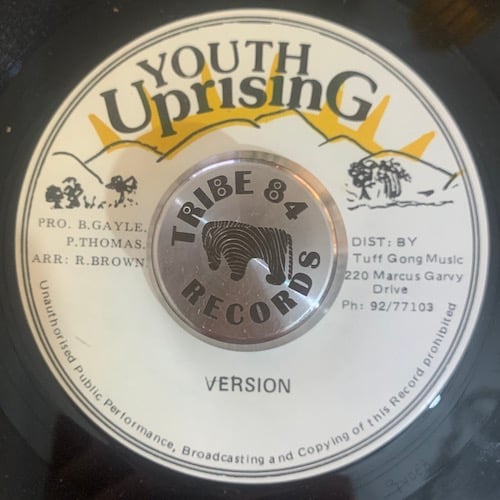 YOUTH
UprisinG
TRIBE 84
RECORDS
PRO. B.GAYLE.
P.THOMAS.
ARR: R.BROWN
DIST: BY
Tuff Gong Music
220 Marcus Garvy
Drive
Ph: 92/77103
VERSION
Unauthorised Public Performance, Broadcasting and Copying of this Record prohibited